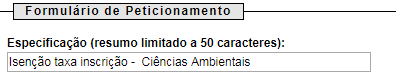 Formulário de Peticionamento
Especificação (resumo limitado a 50 caracteres):
Isenção taxa inscrição -  Ciências Ambientais